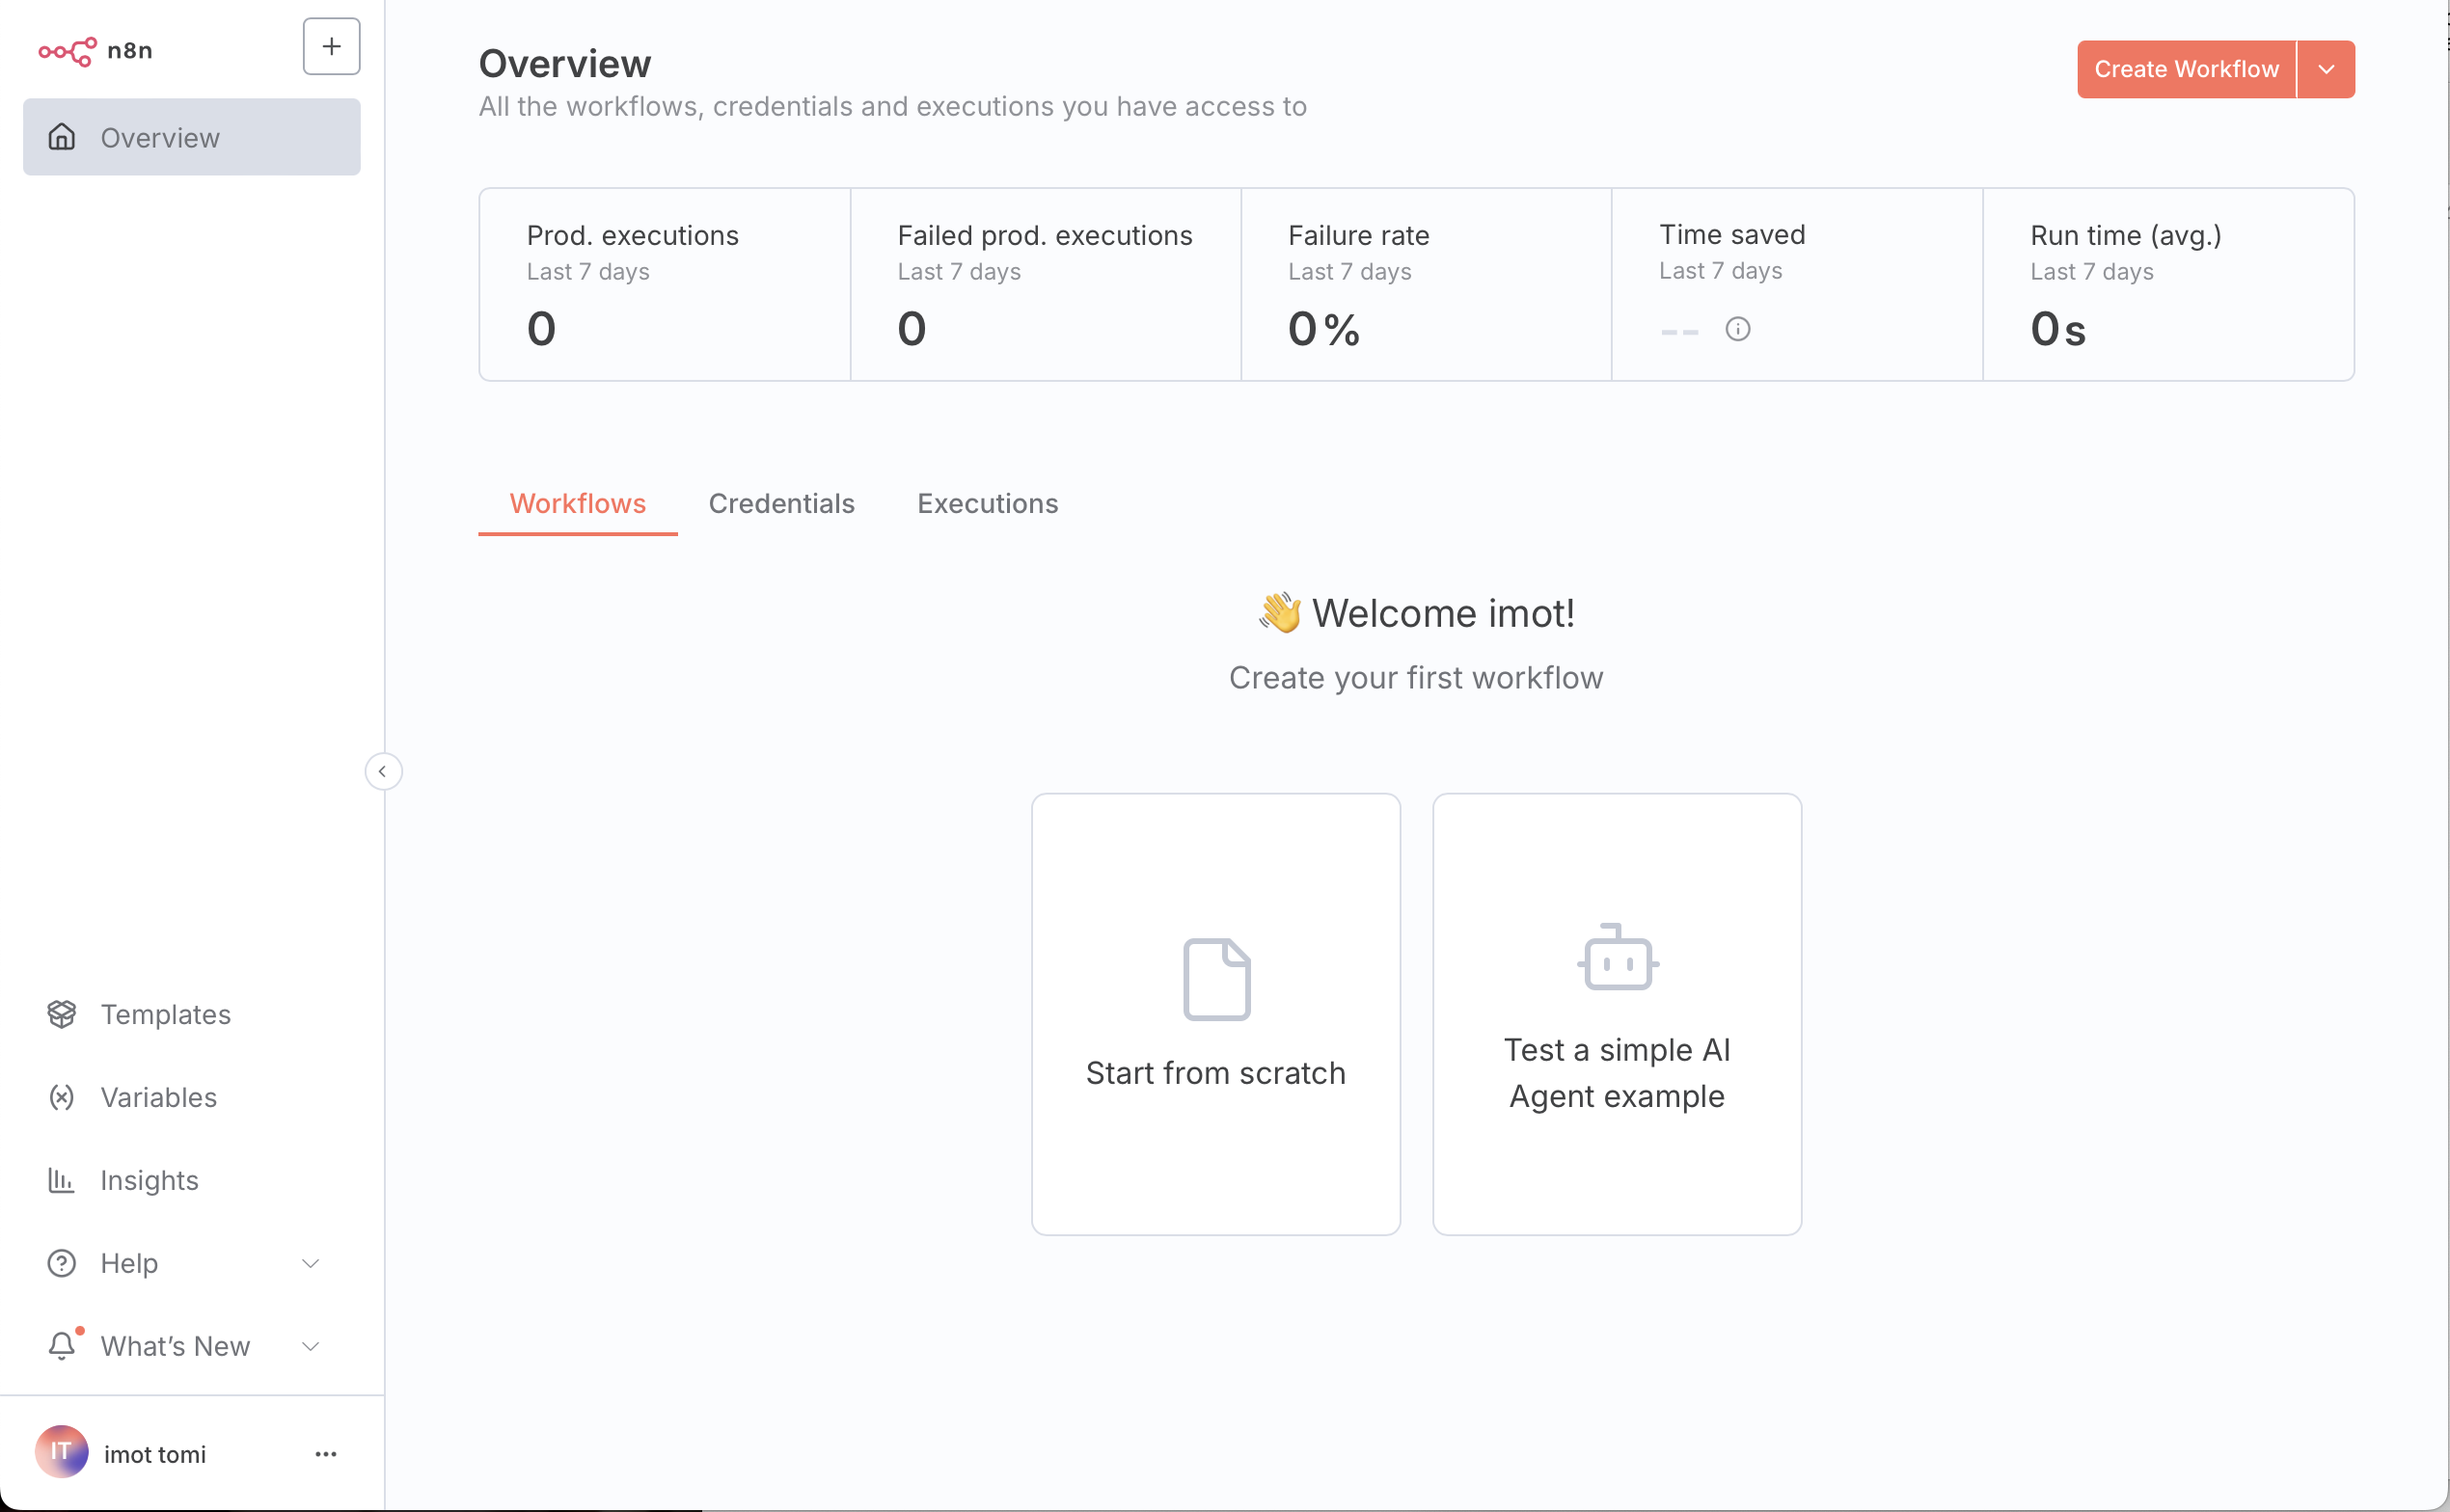 n8n
Overview
Templates
Variables
Insights
Help
What's New
IT
imot tomi
Overview
All the workflows, credentials and executions you have access to
Create Workflow
Prod. executions
Last 7 days
0
Failed prod. executions
Last 7 days
0
Failure rate
Last 7 days
0%
Time saved
Last 7 days
--
Run time (avg.)
Last 7 days
0s
Workflows
Credentials
Executions
👋 Welcome imot!
Create your first workflow
Start from scratch
Test a simple AI
Agent example